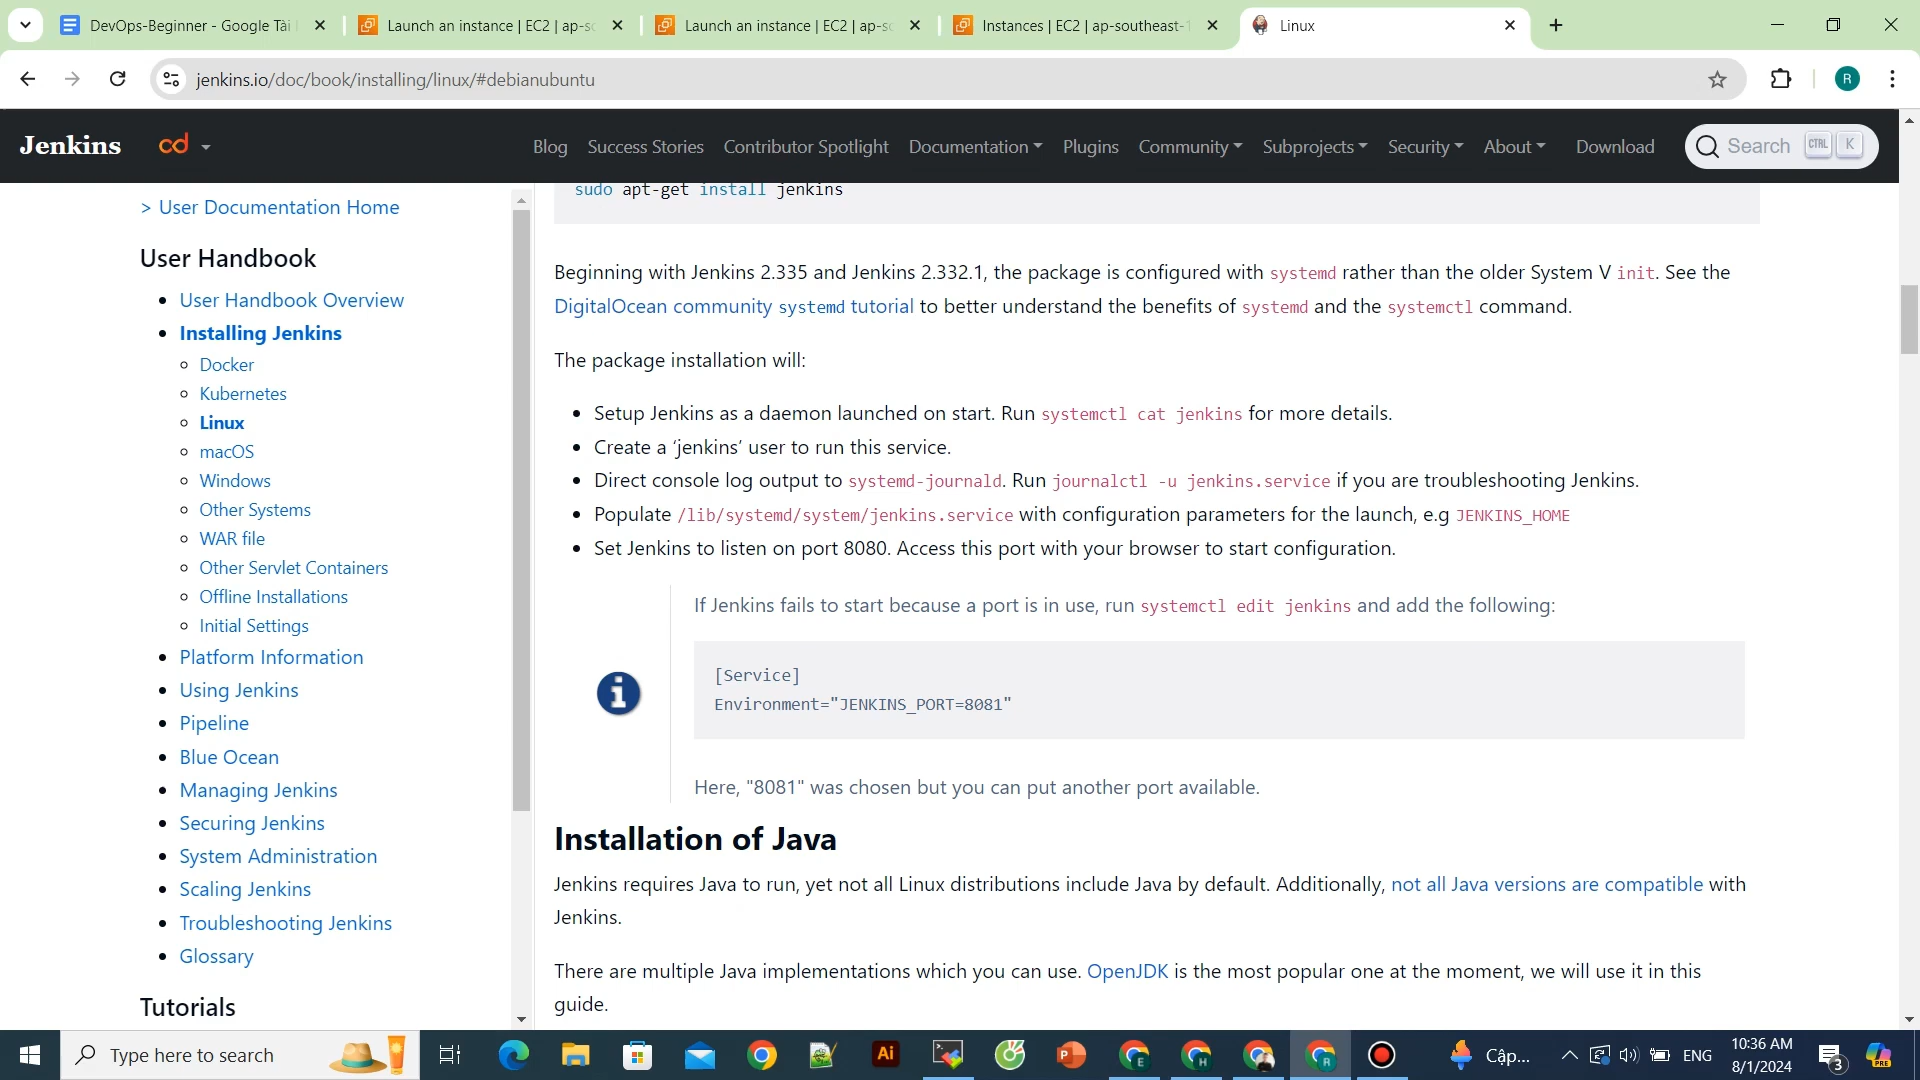 DevOps-Beginner - Google Tài
Launch an instance | EC2 | ap-so
Launch an instance | EC2 | ap-so
Instances | EC2 | ap-southeast-1
Linux
jenkins.io/doc/book/installing/linux/#debianubuntu
R
Jenkins
cd
Blog
Success Stories
Contributor Spotlight
Documentation
Plugins
Community
Subprojects
Security
About
Download
Search
CTRL
K
> User Documentation Home
User Handbook
User Handbook Overview
Installing Jenkins
Docker
Kubernetes
Linux
macOS
Windows
Other Systems
WAR file
Other Servlet Containers
Offline Installations
Initial Settings
Platform Information
Using Jenkins
Pipeline
Blue Ocean
Managing Jenkins
Securing Jenkins
System Administration
Scaling Jenkins
Troubleshooting Jenkins
Glossary
Tutorials
sudo apt-get install jenkins
Beginning with Jenkins 2.335 and Jenkins 2.332.1, the package is configured with systemd rather than the older System V init. See the
DigitalOcean community systemd tutorial to better understand the benefits of systemd and the systemctl command.
The package installation will:
Setup Jenkins as a daemon launched on start. Run systemctl cat jenkins for more details.
Create a ‘jenkins’ user to run this service.
Direct console log output to systemd-journald. Run journalctl -u jenkins.service if you are troubleshooting Jenkins.
Populate /lib/systemd/system/jenkins.service with configuration parameters for the launch, e.g JENKINS_HOME
Set Jenkins to listen on port 8080. Access this port with your browser to start configuration.
If Jenkins fails to start because a port is in use, run systemctl edit jenkins and add the following:
[Service]
Environment="JENKINS_PORT=8081"
Here, "8081" was chosen but you can put another port available.
Installation of Java
Jenkins requires Java to run, yet not all Linux distributions include Java by default. Additionally, not all Java versions are compatible with
Jenkins.
There are multiple Java implementations which you can use. OpenJDK is the most popular one at the moment, we will use it in this
guide.
Type here to search
Ai
P
E
H
R
Cập...
ENG
10:36 AM
8/1/2024
3
PRE